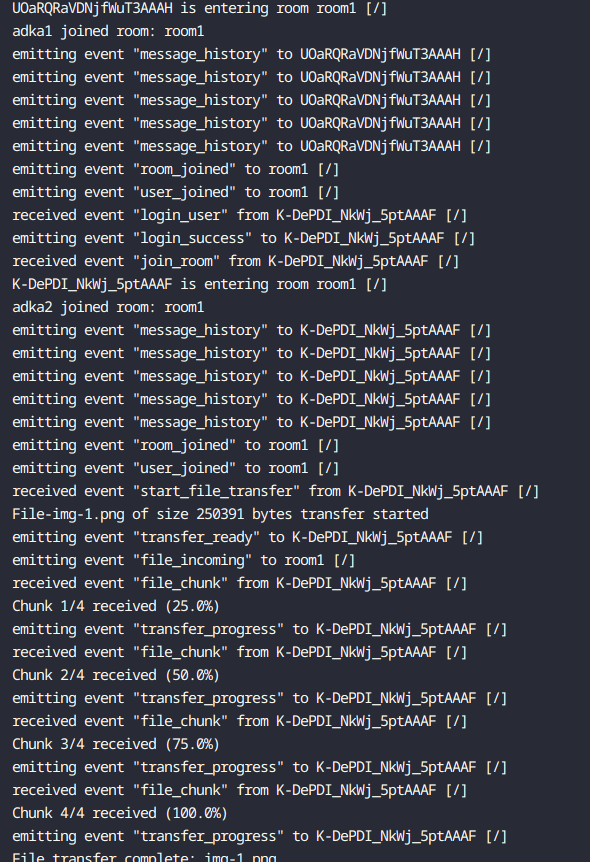 UOaRQRaVDNjfWuT3AAAH is entering room room1 [/]
adka1 joined room: room1
emitting event "message_history" to UOaRQRaVDNjfWuT3AAAH [/]
emitting event "message_history" to UOaRQRaVDNjfWuT3AAAH [/]
emitting event "message_history" to UOaRQRaVDNjfWuT3AAAH [/]
emitting event "message_history" to UOaRQRaVDNjfWuT3AAAH [/]
emitting event "message_history" to UOaRQRaVDNjfWuT3AAAH [/]
emitting event "room_joined" to room1 [/]
emitting event "user_joined" to room1 [/]
received event "login_user" from K-DePDI_NkWj_5ptAAAF [/]
emitting event "login_success" to K-DePDI_NkWj_5ptAAAF [/]
received event "join_room" from K-DePDI_NkWj_5ptAAAF [/]
K-DePDI_NkWj_5ptAAAF is entering room room1 [/]
adka2 joined room: room1
emitting event "message_history" to K-DePDI_NkWj_5ptAAAF [/]
emitting event "message_history" to K-DePDI_NkWj_5ptAAAF [/]
emitting event "message_history" to K-DePDI_NkWj_5ptAAAF [/]
emitting event "message_history" to K-DePDI_NkWj_5ptAAAF [/]
emitting event "message_history" to K-DePDI_NkWj_5ptAAAF [/]
emitting event "room_joined" to room1 [/]
emitting event "user_joined" to room1 [/]
received event "start_file_transfer" from K-DePDI_NkWj_5ptAAAF [/]
File-img-1.png of size 250391 bytes transfer started
emitting event "transfer_ready" to K-DePDI_NkWj_5ptAAAF [/]
emitting event "file_incoming" to room1 [/]
received event "file_chunk" from K-DePDI_NkWj_5ptAAAF [/]
Chunk 1/4 received (25.0%)
emitting event "transfer_progress" to K-DePDI_NkWj_5ptAAAF [/]
received event "file_chunk" from K-DePDI_NkWj_5ptAAAF [/]
Chunk 2/4 received (50.0%)
emitting event "transfer_progress" to K-DePDI_NkWj_5ptAAAF [/]
received event "file_chunk" from K-DePDI_NkWj_5ptAAAF [/]
Chunk 3/4 received (75.0%)
emitting event "transfer_progress" to K-DePDI_NkWj_5ptAAAF [/]
received event "file_chunk" from K-DePDI_NkWj_5ptAAAF [/]
Chunk 4/4 received (100.0%)
emitting event "transfer_progress" to K-DePDI_NkWj_5ptAAAF [/]
File transfer complete: img-1.png